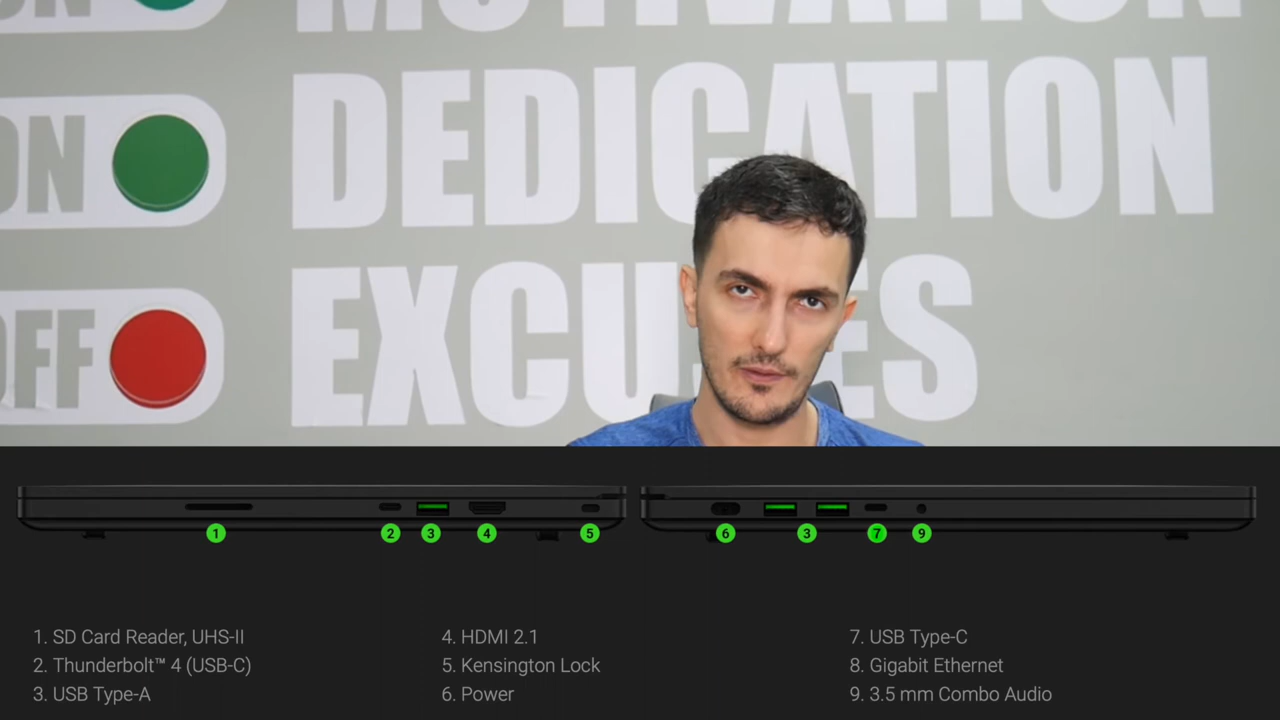 ON MOTIVATION
ON DEDICATION
OFF EXCUSES
1 2 3 4 5 6 3 7 9
1. SD Card Reader, UHS-II
2. Thunderbolt™ 4 (USB-C)
3. USB Type-A
4. HDMI 2.1
5. Kensington Lock
6. Power
7. USB Type-C
8. Gigabit Ethernet
9. 3.5 mm Combo Audio